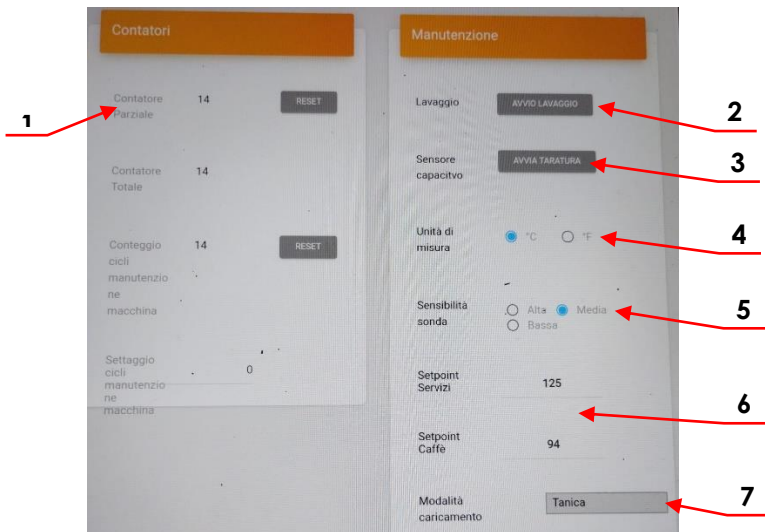 Contatori
Contatore
Parziale
14
RESET
Contatore
Totale
14
Conteggio
cicli
manutenzio
ne
macchina
14
RESET
Settaggio
cicli
manutenzio
ne
macchina
0
1
Manutenzione
Lavaggio
AVVIO LAVAGGIO
2
Sensore
capacitvo
AVVIA TARATURA
3
Unità di
misura
°C
°F
4
Sensibilità
sonda
Alta
Media
Bassa
5
Setpoint
Servizi
125
6
Setpoint
Caffè
94
Modalità
caricamento
Tanica
7